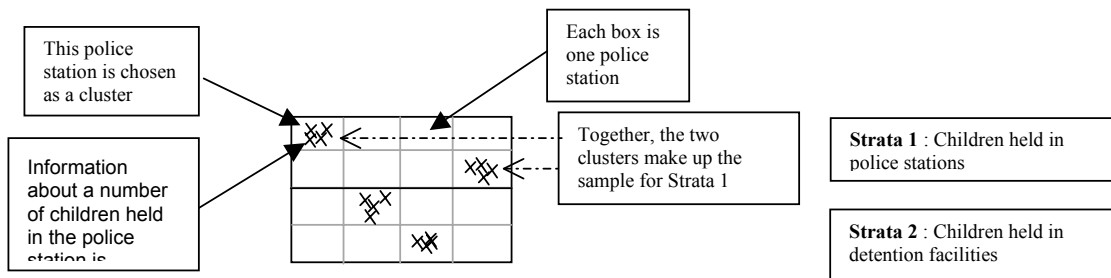 This police
station is chosen
as a cluster
Each box is
one police
station
Information
about a number
of children held
in the police
station is
Together, the two
clusters make up the
sample for Strata 1
Strata 1 : Children held in
police stations
Strata 2 : Children held in
detention facilities